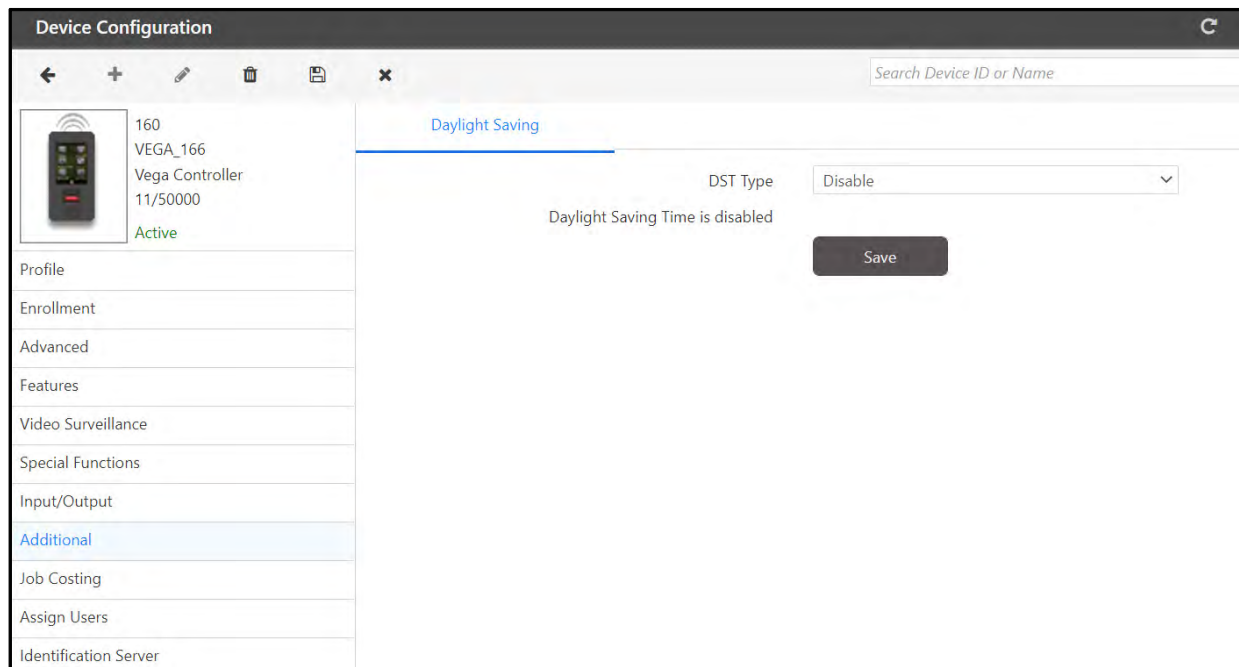 Device Configuration
Search Device ID or Name
160
VEGA_166
Vega Controller
11/50000
Active
Profile
Enrollment
Advanced
Features
Video Surveillance
Special Functions
Input/Output
Additional
Job Costing
Assign Users
Identification Server
Daylight Saving
DST Type Disable
Daylight Saving Time is disabled
Save